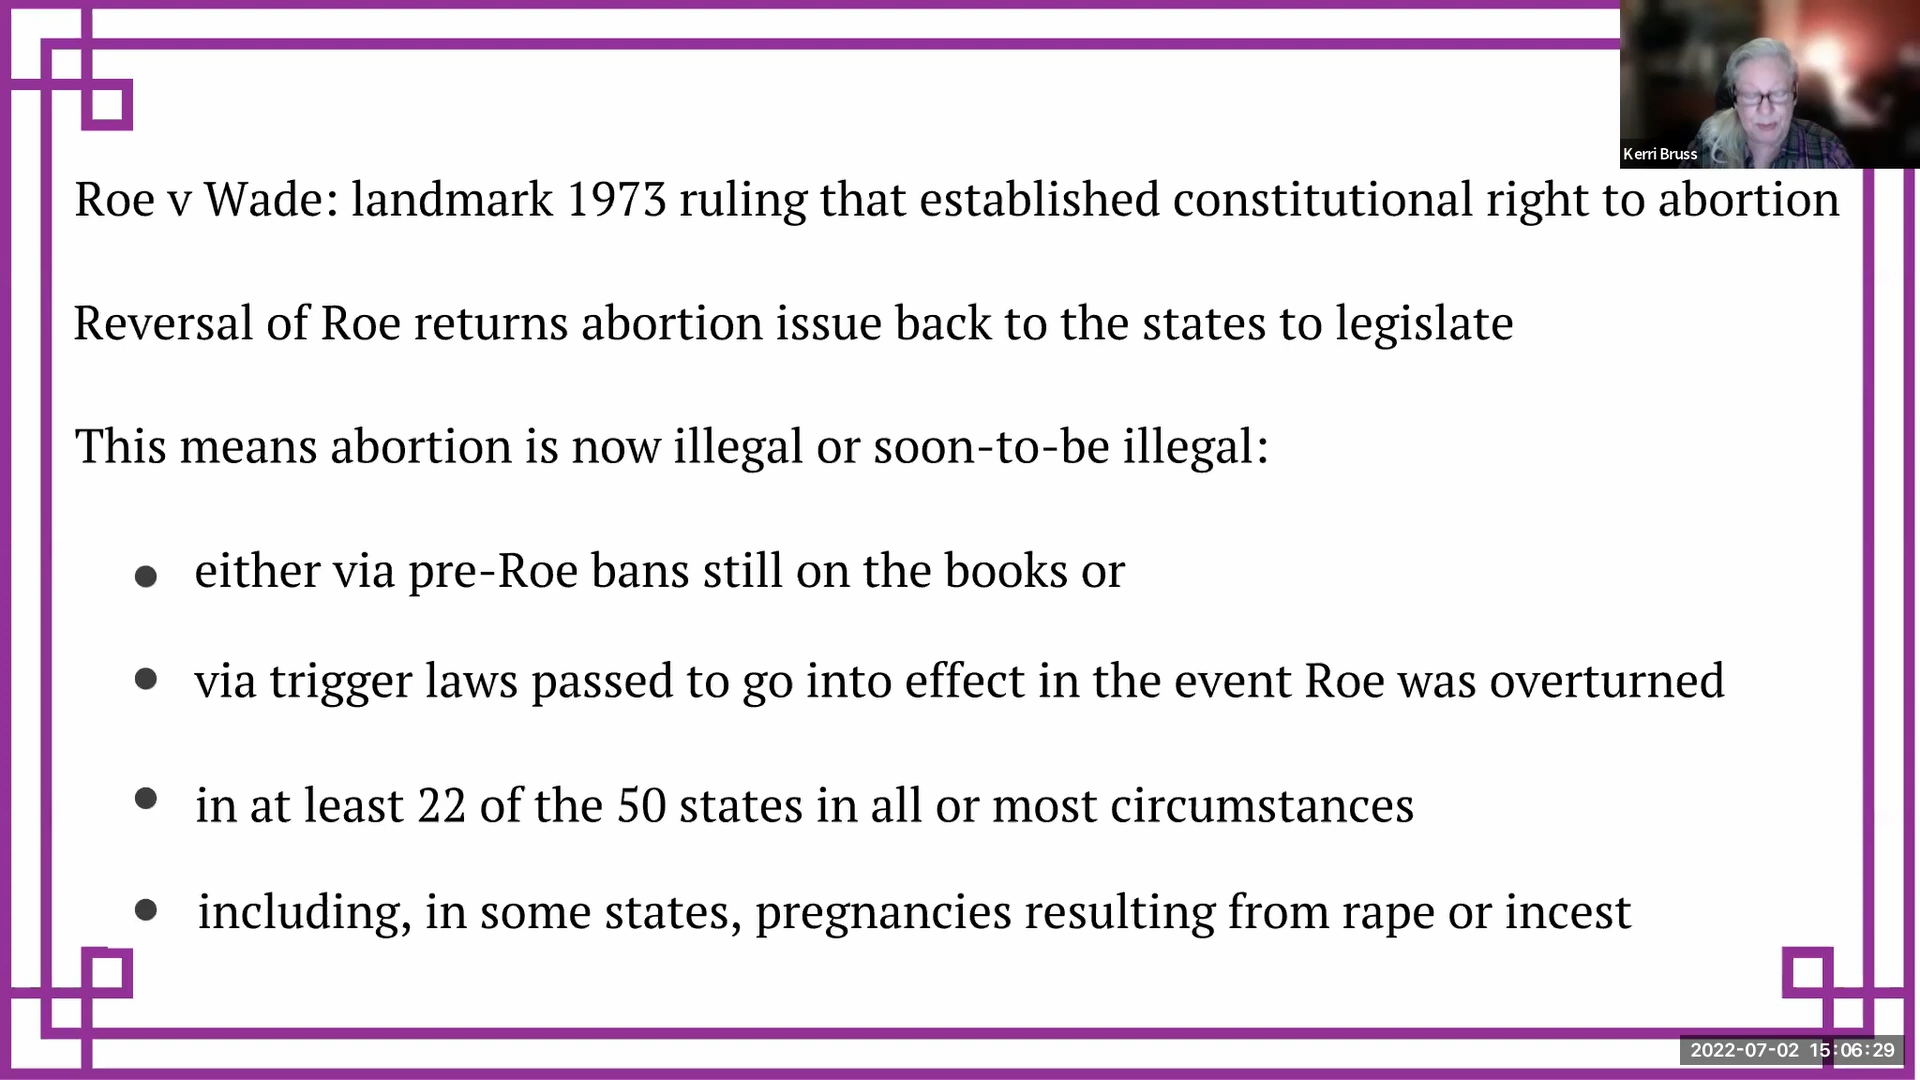 Kerri Bruss
Roe v Wade: landmark 1973 ruling that established constitutional right to abortion
Reversal of Roe returns abortion issue back to the states to legislate
This means abortion is now illegal or soon-to-be illegal:
● either via pre-Roe bans still on the books or
● via trigger laws passed to go into effect in the event Roe was overturned
● in at least 22 of the 50 states in all or most circumstances
● including, in some states, pregnancies resulting from rape or incest
2022-07-02 15:06:29